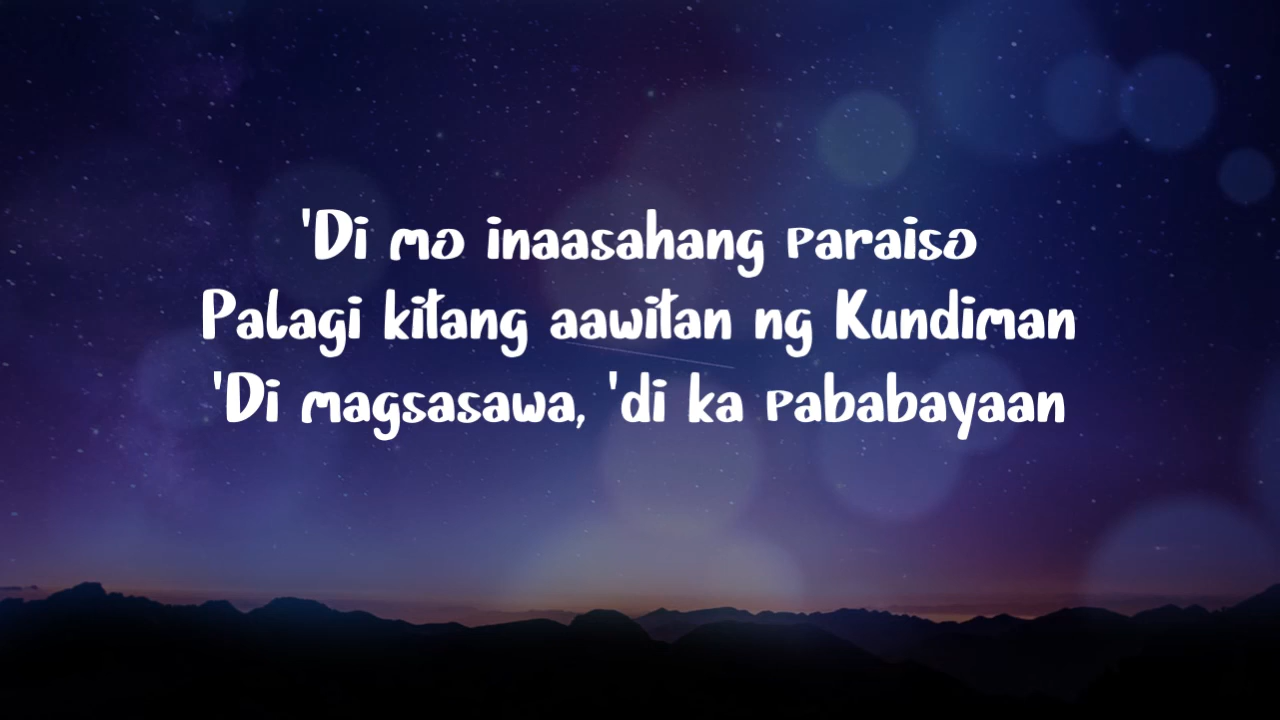 'Di mo inaasahang paraiso
Palagi kitang aawitan ng Kundiman
'Di magsasawa, 'di ka pababayaan